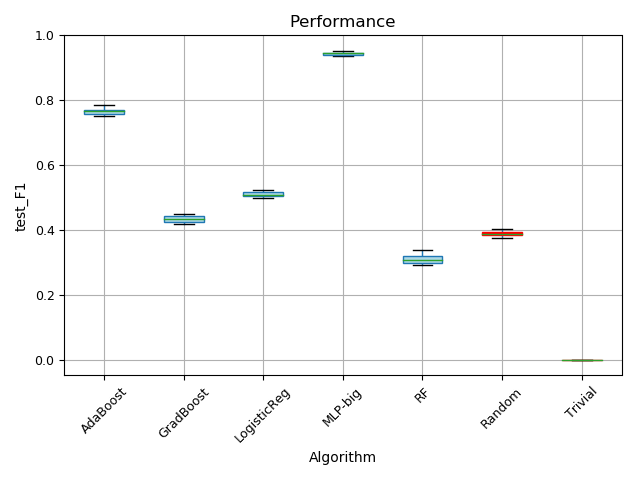 Performance
1.0
0.8
0.6
0.4
0.2
0.0
test_F1
AdaBoost
GradBoost
LogisticReg
MLP-big
RF
Random
Trivial
Algorithm